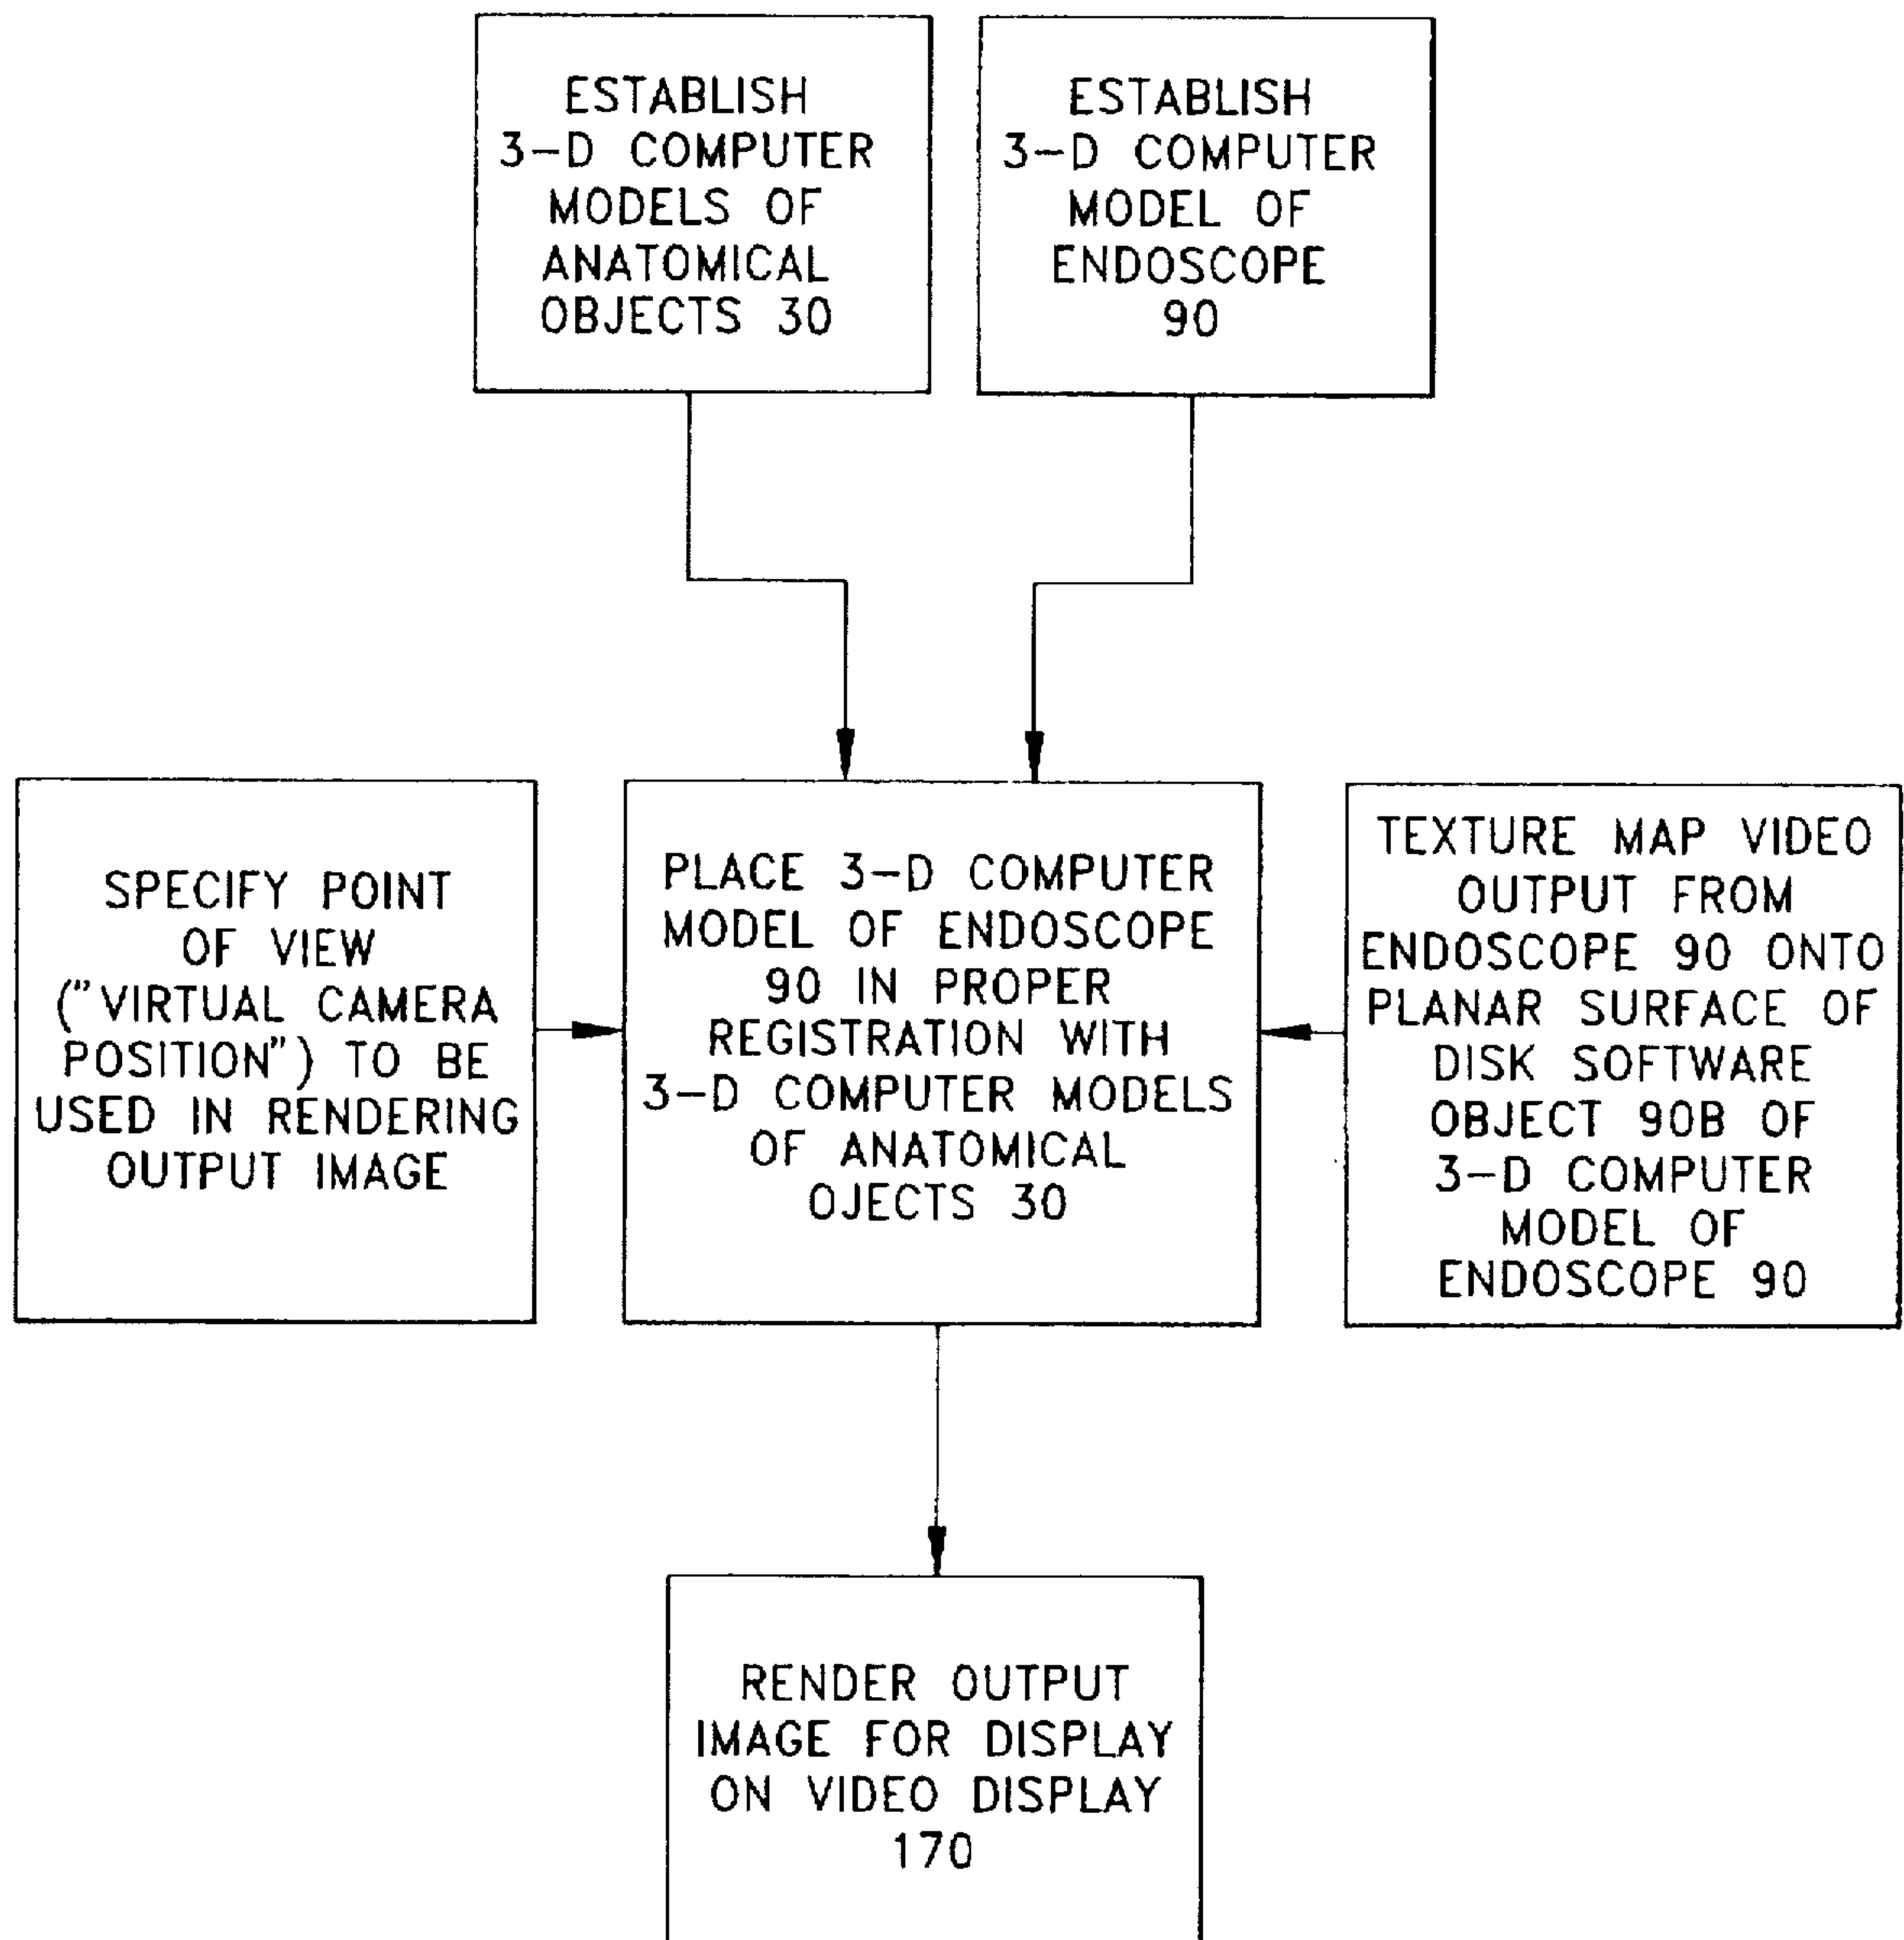 ESTABLISH
3-D COMPUTER
MODELS OF
ANATOMICAL
OBJECTS 30
ESTABLISH
3-D COMPUTER
MODEL OF
ENDOSCOPE
90
SPECIFY POINT
OF VIEW
("VIRTUAL CAMERA
POSITION") TO BE
USED IN RENDERING
OUTPUT IMAGE
PLACE 3-D COMPUTER
MODEL OF ENDOSCOPE
90 IN PROPER
REGISTRATION WITH
3-D COMPUTER MODELS
OF ANATOMICAL
OJECTS 30
TEXTURE MAP VIDEO
OUTPUT FROM
ENDOSCOPE 90 ONTO
PLANAR SURFACE OF
DISK SOFTWARE
OBJECT 90B OF
3-D COMPUTER
MODEL OF
ENDOSCOPE 90
RENDER OUTPUT
IMAGE FOR DISPLAY
ON VIDEO DISPLAY
170